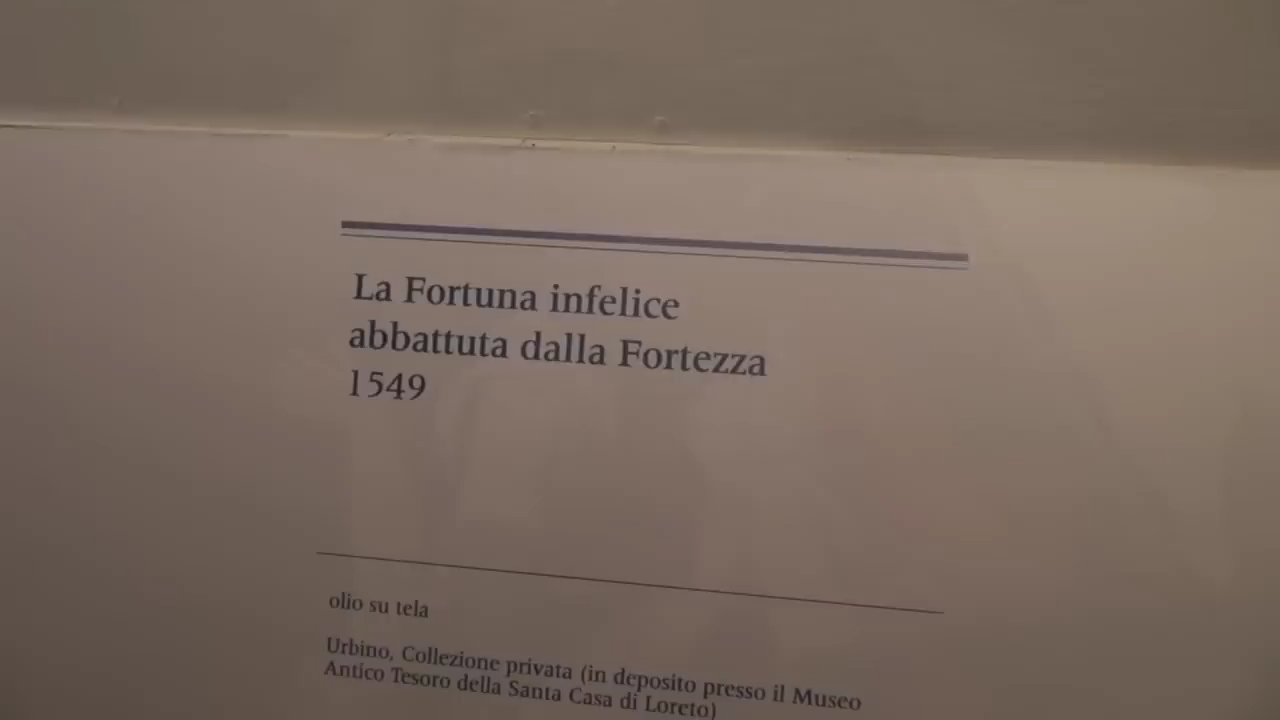 La Fortuna infelice
abbattuta dalla Fortezza
1549
olio su tela
Urbino, Collezione privata (in deposito presso il Museo
Antico Tesoro della Santa Casa di Loreto)